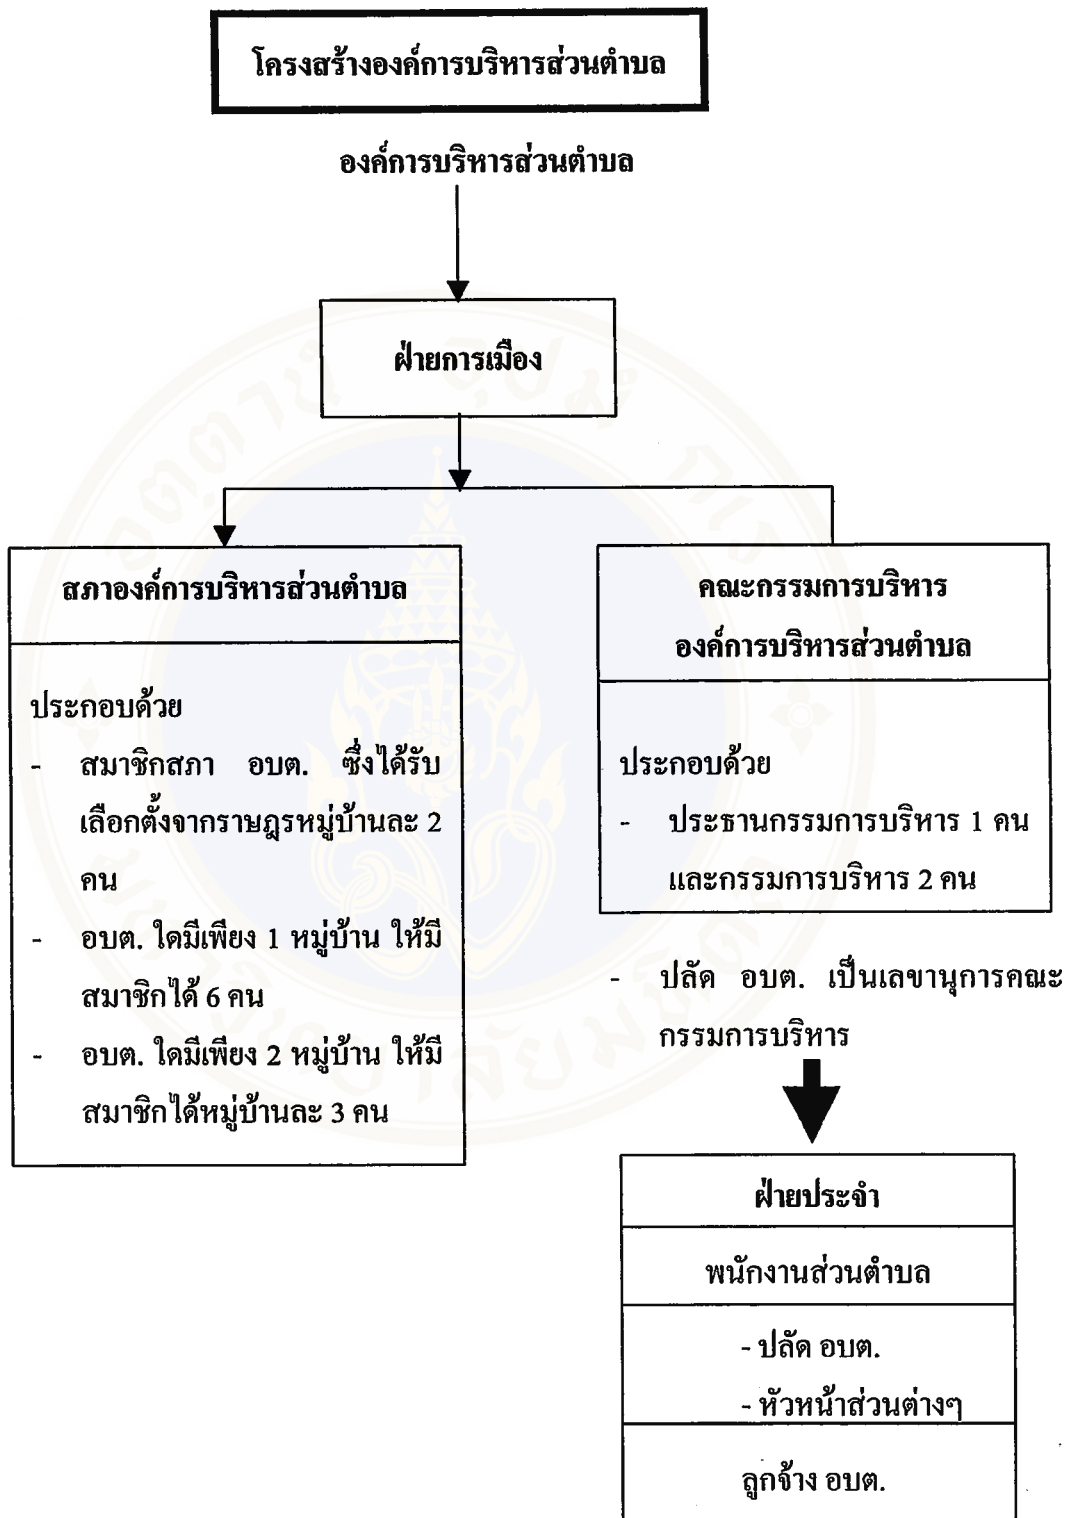 โครงสร้างองค์การบริหารส่วนตำบล
องค์การบริหารส่วนตำบล
ฝ่ายการเมือง
สภาองค์การบริหารส่วนตำบล
ประกอบด้วย
- สมาชิกสภา อบต. ซึ่งได้รับ
เลือกตั้งจากราษฎรหมู่บ้านละ 2
คน
- อบต. ใดมีเพียง 1 หมู่บ้าน ให้มี
สมาชิกได้ 6 คน
- อบต. ใดมีเพียง 2 หมู่บ้าน ให้มี
สมาชิกได้หมู่บ้านละ 3 คน
คณะกรรมการบริหาร
องค์การบริหารส่วนตำบล
ประกอบด้วย
- ประธานกรรมการบริหาร 1 คน
และกรรมการบริหาร 2 คน
- ปลัด อบต. เป็นเลขานุการคณะ
กรรมการบริหาร
ฝ่ายประจำ
พนักงานส่วนตำบล
- ปลัด อบต.
- หัวหน้าส่วนต่างๆ
ลูกจ้าง อบต.